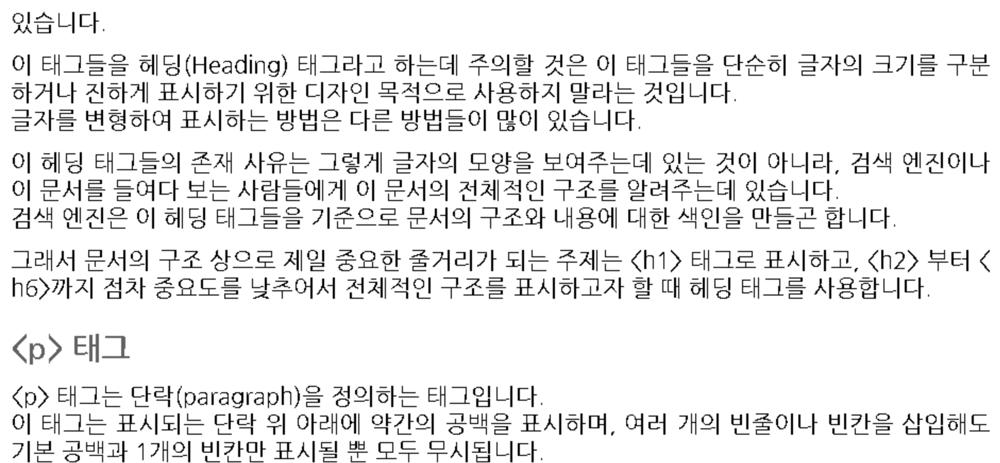 있습니다.
이 태그들을 헤딩(Heading) 태그라고 하는데 주의할 것은 이 태그들을 단순히 글자의 크기를 구분
하거나 진하게 표시하기 위한 디자인 목적으로 사용하지 말라는 것입니다.
글자를 변형하여 표시하는 방법은 다른 방법들이 많이 있습니다.
이 헤딩 태그들의 존재 사유는 그렇게 글자의 모양을 보여주는데 있는 것이 아니라, 검색 엔진이나
이 문서를 들여다 보는 사람들에게 이 문서의 전체적인 구조를 알려주는데 있습니다.
검색 엔진은 이 헤딩 태그들을 기준으로 문서의 구조와 내용에 대한 색인을 만들곤 합니다.
그래서 문서의 구조 상으로 제일 중요한 줄거리가 되는 주제는 <h1> 태그로 표시하고, <h2> 부터 <
h6>까지 점차 중요도를 낮추어서 전체적인 구조를 표시하고자 할 때 헤딩 태그를 사용합니다.
<p> 태그
<p> 태그는 단락(paragraph)을 정의하는 태그입니다.
이 태그는 표시되는 단락 위 아래에 약간의 공백을 표시하며, 여러 개의 빈줄이나 빈칸을 삽입해도
기본 공백과 1개의 빈칸만 표시될 뿐 모두 무시됩니다.